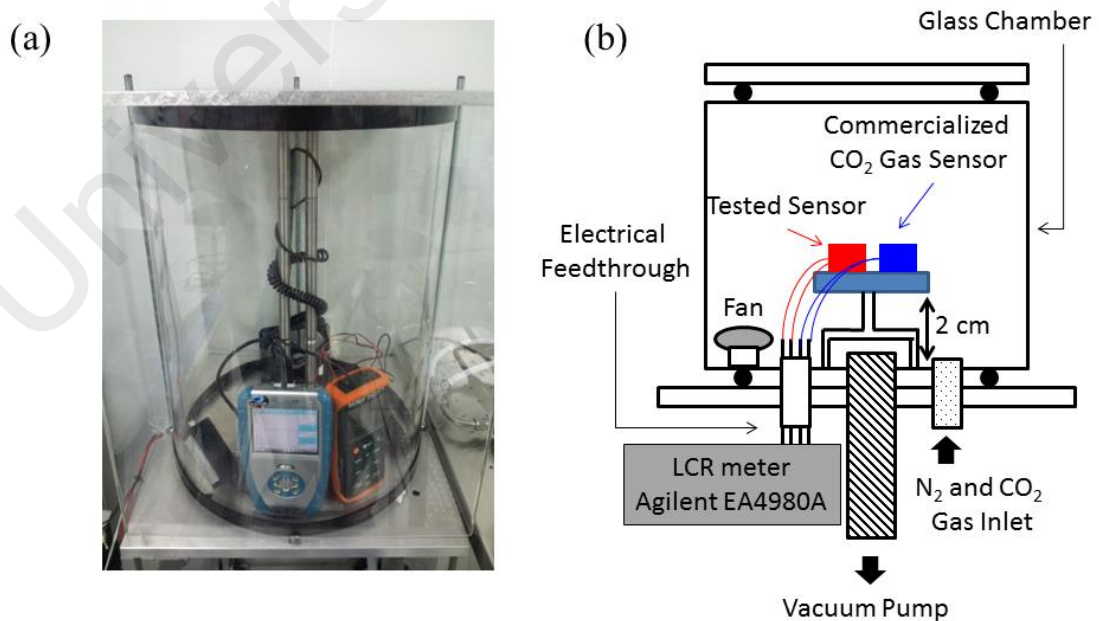 (a)
(b)
Glass Chamber
Commercialized
CO₂ Gas Sensor
Tested Sensor
Electrical
Feedthrough
Fan
2 cm
LCR meter
Agilent EA4980A
N₂ and CO₂
Gas Inlet
Vacuum Pump
Univers